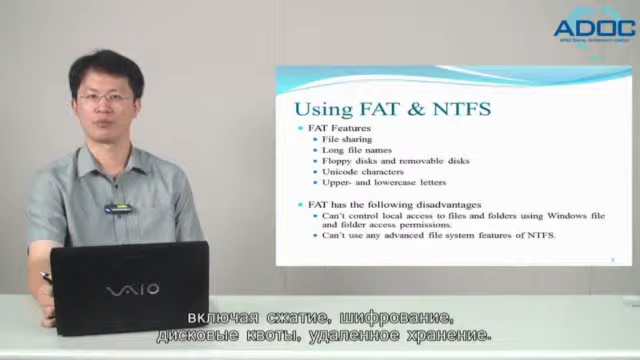 ADOC
Using FAT & NTFS
FAT Features
File sharing
Long file names
Floppy disks and removable disks
Unicode characters
Upper- and lowercase letters
FAT has the following disadvantages
Can't control local access to files and folders using Windows file
and folder access permissions.
Can't use any advanced file system features of NTFS.
VAIO
включая сжатие, шифрование,
дисковые квоты, удаленное хранение.